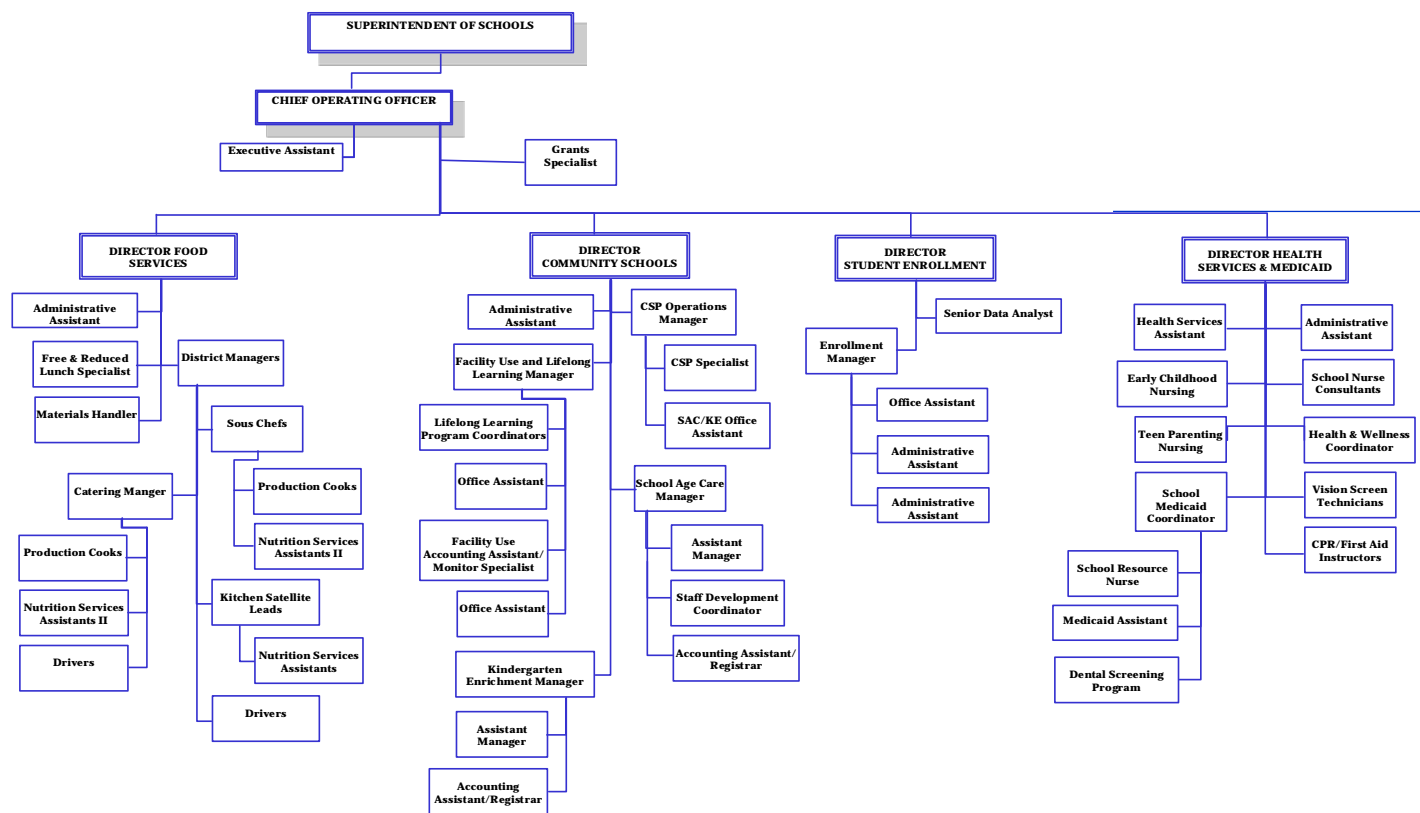 SUPERINTENDENT OF SCHOOLS
CHIEF OPERATING OFFICER
Executive Assistant
Grants
Specialist
DIRECTOR FOOD
SERVICES
Administrative
Assistant
Free & Reduced
Lunch Specialist
District Managers
Materials Handler
Sous Chefs
Production Cooks
Nutrition Services
Assistants II
Catering Manger
Production Cooks
Nutrition Services
Assistants II
Drivers
Kitchen Satellite
Leads
Nutrition Services
Assistants
Drivers
DIRECTOR
COMMUNITY SCHOOLS
Administrative
Assistant
CSP Operations
Manager
CSP Specialist
SAC/KE Office
Assistant
Facility Use and Lifelong
Learning Manager
Lifelong Learning
Program Coordinators
Office Assistant
Facility Use
Accounting Assistant/
Monitor Specialist
Office Assistant
School Age Care
Manager
Assistant
Manager
Staff Development
Coordinator
Accounting Assistant/
Registrar
Kindergarten
Enrichment Manager
Assistant
Manager
Accounting
Assistant/Registrar
DIRECTOR
STUDENT ENROLLMENT
Senior Data Analyst
Enrollment
Manager
Office Assistant
Administrative
Assistant
Administrative
Assistant
DIRECTOR HEALTH
SERVICES & MEDICAID
Health Services
Assistant
Administrative
Assistant
Early Childhood
Nursing
School Nurse
Consultants
Teen Parenting
Nursing
Health & Wellness
Coordinator
School
Medicaid
Coordinator
Vision Screen
Technicians
CPR/First Aid
Instructors
School Resource
Nurse
Medicaid Assistant
Dental Screening
Program